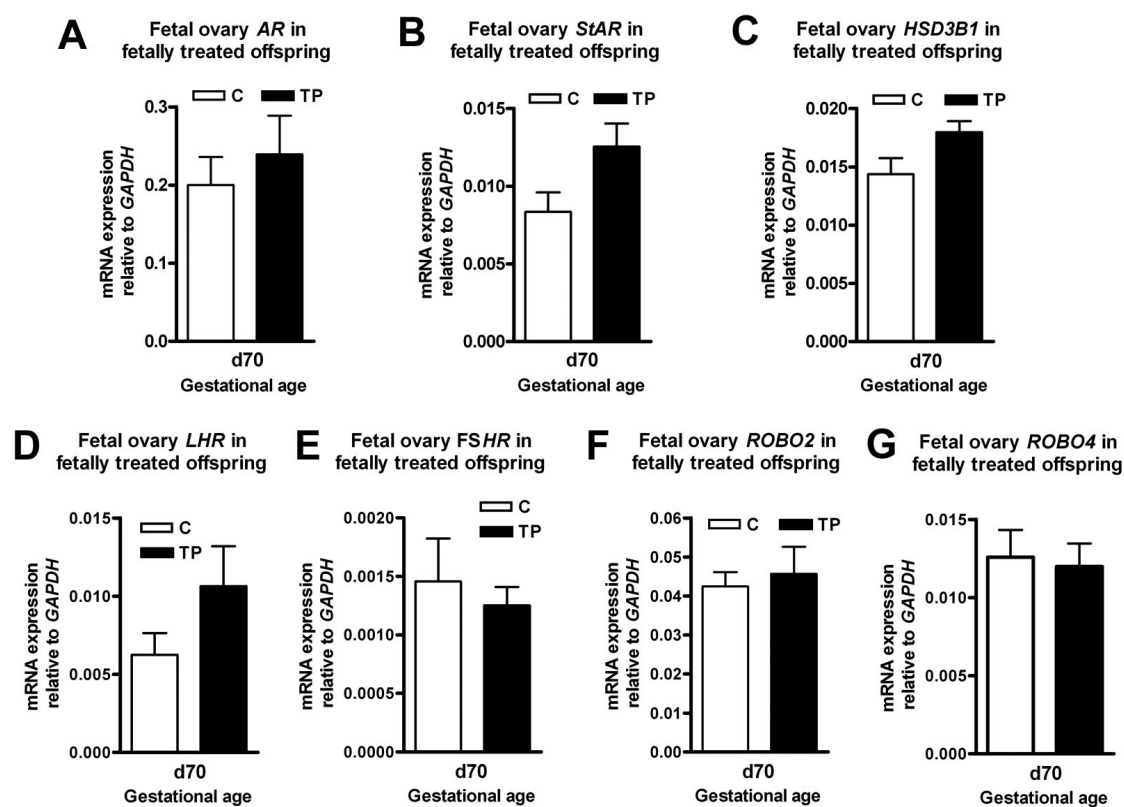 A
Fetal ovary AR in
fetally treated offspring
C TP
mRNA expression
relative to GAPDH
0.3
0.2
0.1
0.0
d70
Gestational age
B
Fetal ovary StAR in
fetally treated offspring
C TP
mRNA expression
relative to GAPDH
0.015
0.010
0.005
0.000
d70
Gestational age
C
Fetal ovary HSD3B1 in
fetally treated offspring
C TP
mRNA expression
relative to GAPDH
0.020
0.015
0.010
0.005
0.000
d70
Gestational age
D
Fetal ovary LHR in
fetally treated offspring
C
TP
mRNA expression
relative to GAPDH
0.015
0.010
0.005
0.000
d70
Gestational age
E
Fetal ovary FSHR in
fetally treated offspring
C
TP
mRNA expression
relative to GAPDH
0.0020
0.0015
0.0010
0.0005
0.0000
d70
Gestational age
F
Fetal ovary ROBO2 in
fetally treated offspring
C TP
mRNA expression
relative to GAPDH
0.06
0.05
0.04
0.03
0.02
0.01
0.00
d70
Gestational age
G
Fetal ovary ROBO4 in
fetally treated offspring
mRNA expression
relative to GAPDH
0.015
0.010
0.005
0.000
d70
Gestational age